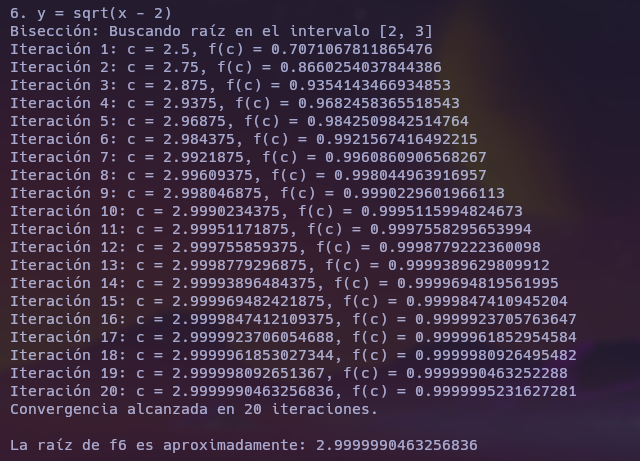 6. y = sqrt(x - 2)
Bisección: Buscando raíz en el intervalo [2, 3]
Iteración 1: c = 2.5, f(c) = 0.7071067811865476
Iteración 2: c = 2.75, f(c) = 0.8660254037844386
Iteración 3: c = 2.875, f(c) = 0.9354143466934853
Iteración 4: c = 2.9375, f(c) = 0.9682458365518543
Iteración 5: c = 2.96875, f(c) = 0.9842509842514764
Iteración 6: c = 2.984375, f(c) = 0.9921567416492215
Iteración 7: c = 2.9921875, f(c) = 0.9960860906568267
Iteración 8: c = 2.99609375, f(c) = 0.998044963916957
Iteración 9: c = 2.998046875, f(c) = 0.9990229601966113
Iteración 10: c = 2.9990234375, f(c) = 0.9995115994824673
Iteración 11: c = 2.99951171875, f(c) = 0.9997558295653994
Iteración 12: c = 2.999755859375, f(c) = 0.9998779222360098
Iteración 13: c = 2.9998779296875, f(c) = 0.9999389629809912
Iteración 14: c = 2.99993896484375, f(c) = 0.9999694819561995
Iteración 15: c = 2.999969482421875, f(c) = 0.9999847410945204
Iteración 16: c = 2.9999847412109375, f(c) = 0.9999923705763647
Iteración 17: c = 2.9999923706054688, f(c) = 0.9999961852954584
Iteración 18: c = 2.9999961853027344, f(c) = 0.9999980926495482
Iteración 19: c = 2.999998092651367, f(c) = 0.9999990463252288
Iteración 20: c = 2.9999990463256836, f(c) = 0.9999995231627281
Convergencia alcanzada en 20 iteraciones.
La raíz de f6 es aproximadamente: 2.9999990463256836